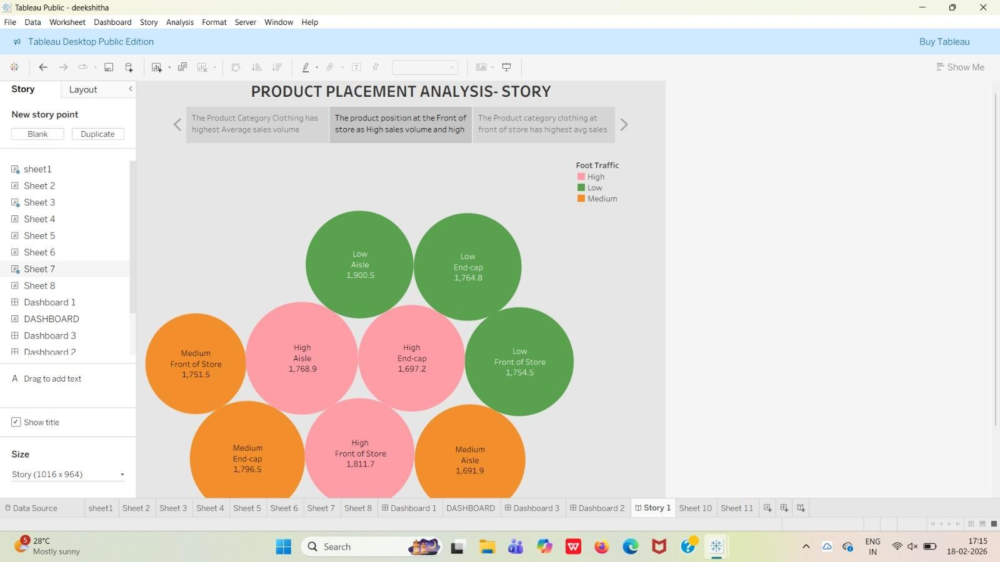 Tableau Public - deekshitha
File Data Worksheet Dashboard Story Analysis Format Server Window Help
Tableau Desktop Public Edition
Buy Tableau
Show Me
Story
Layout
New story point
Blank
Duplicate
sheet1
Sheet 2
Sheet 3
Sheet 4
Sheet 5
Sheet 6
Sheet 7
Sheet 8
Dashboard 1
DASHBOARD
Dashboard 3
Dashboard 2
A Drag to add text
Show title
Size
Story (1016 x 964)
PRODUCT PLACEMENT ANALYSIS- STORY
The Product Category Clothing has
highest Average sales volume
The product position at the Front of
store as High sales volume and high
The Product category clothing at
front of store has highest avg sales
Foot Traffic
High
Low
Medium
Low
Aisle
1,900.5
Low
End-cap
1,764.8
Medium
Front of Store
1,751.5
High
Aisle
1,768.9
High
End-cap
1,697.2
Low
Front of Store
1,754.5
Medium
End-cap
1,796.5
High
Front of Store
1,811.7
Medium
Aisle
1,691.9
Data Source sheet1 Sheet 2 Sheet 3 Sheet 4 Sheet 5 Sheet 6 Sheet 7 Sheet 8 Dashboard 1 DASHBOARD Dashboard 3 Dashboard 2 Story 1 Sheet 10 Sheet 11
5
28°C
Mostly sunny
Search
ENG
IN
17:15
18-02-2026